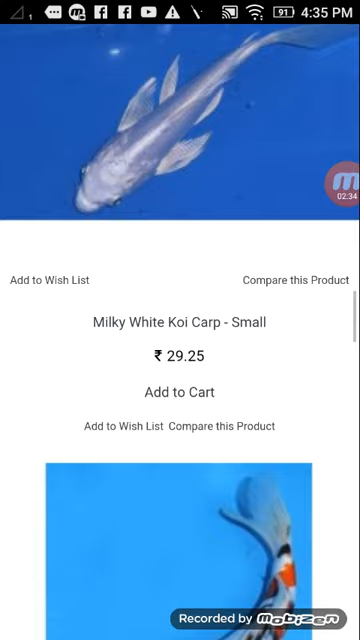 1
91
4:35 PM
02:34
Add to Wish List
Compare this Product
Milky White Koi Carp - Small
₹ 29.25
Add to Cart
Add to Wish List Compare this Product
Recorded by Mobizen